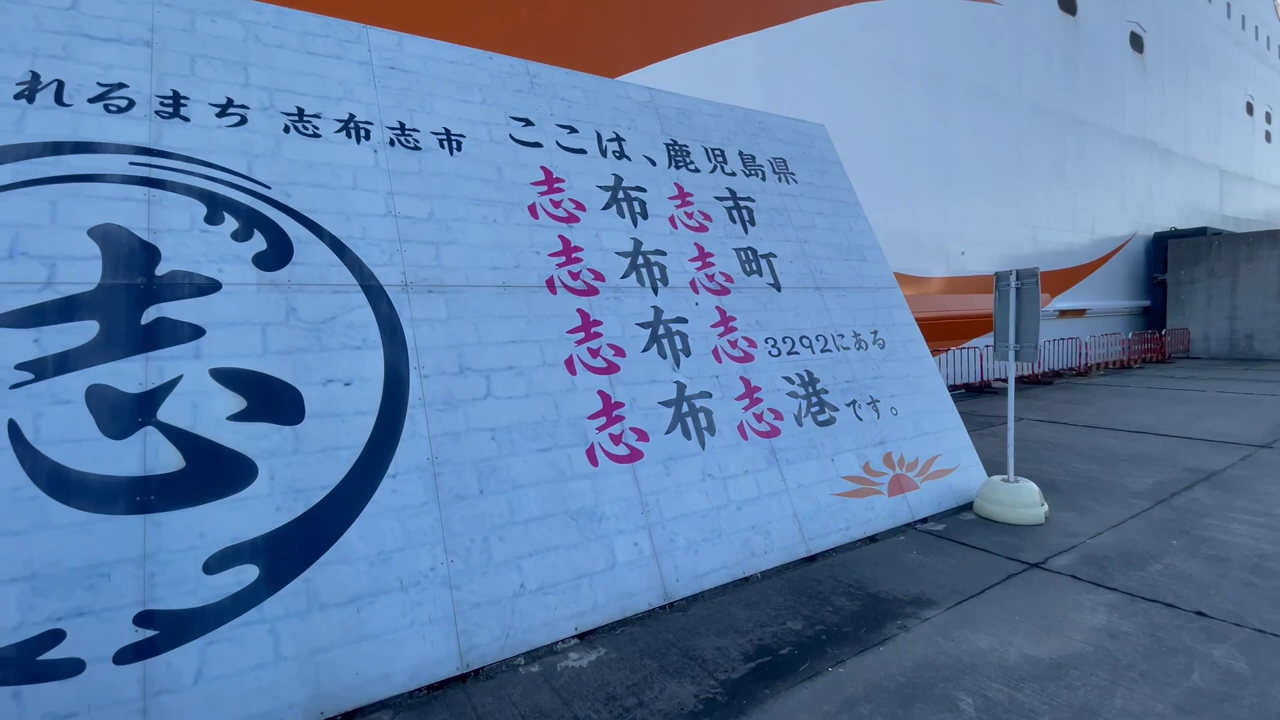 れるまち 志布志市
志
ここは、鹿児島県
志布志市
志布志町
志布志3292にある
志布志港です。